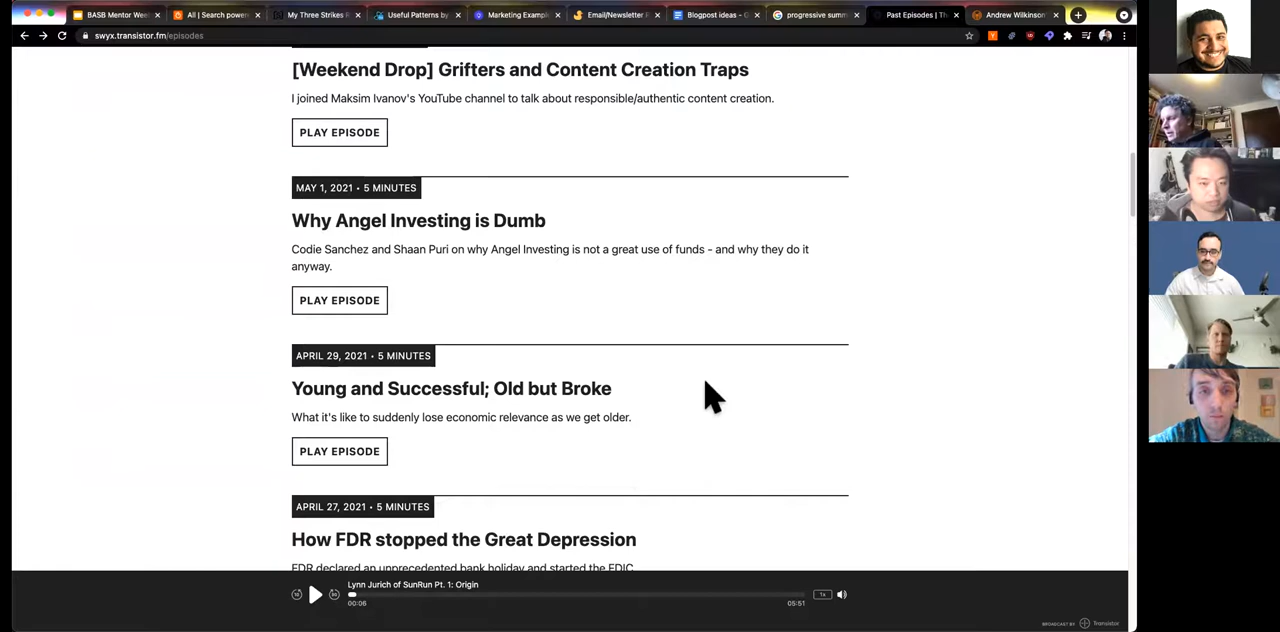 BASB Mentor Wee
All | Search powere
My Three Strikes R
Useful Patterns by
Marketing Exampl
Email/Newsletter P
Blogpost ideas - G
progressive summ
Past Episodes | Th
Andrew Wilkinson
swyx.transistor.fm/episodes
[Weekend Drop] Grifters and Content Creation Traps
I joined Maksim Ivanov's YouTube channel to talk about responsible/authentic content creation.
PLAY EPISODE
MAY 1, 2021 • 5 MINUTES
Why Angel Investing is Dumb
Codie Sanchez and Shaan Puri on why Angel Investing is not a great use of funds - and why they do it
anyway.
PLAY EPISODE
APRIL 29, 2021 • 5 MINUTES
Young and Successful; Old but Broke
What it's like to suddenly lose economic relevance as we get older.
PLAY EPISODE
APRIL 27, 2021 • 5 MINUTES
How FDR stopped the Great Depression
FDR declared an unprecedented bank holiday and started the FDIC
Lynn Jurich of SunRun Pt. 1: Origin
1x
00:06
05:51
BROADCAST BY Transistor